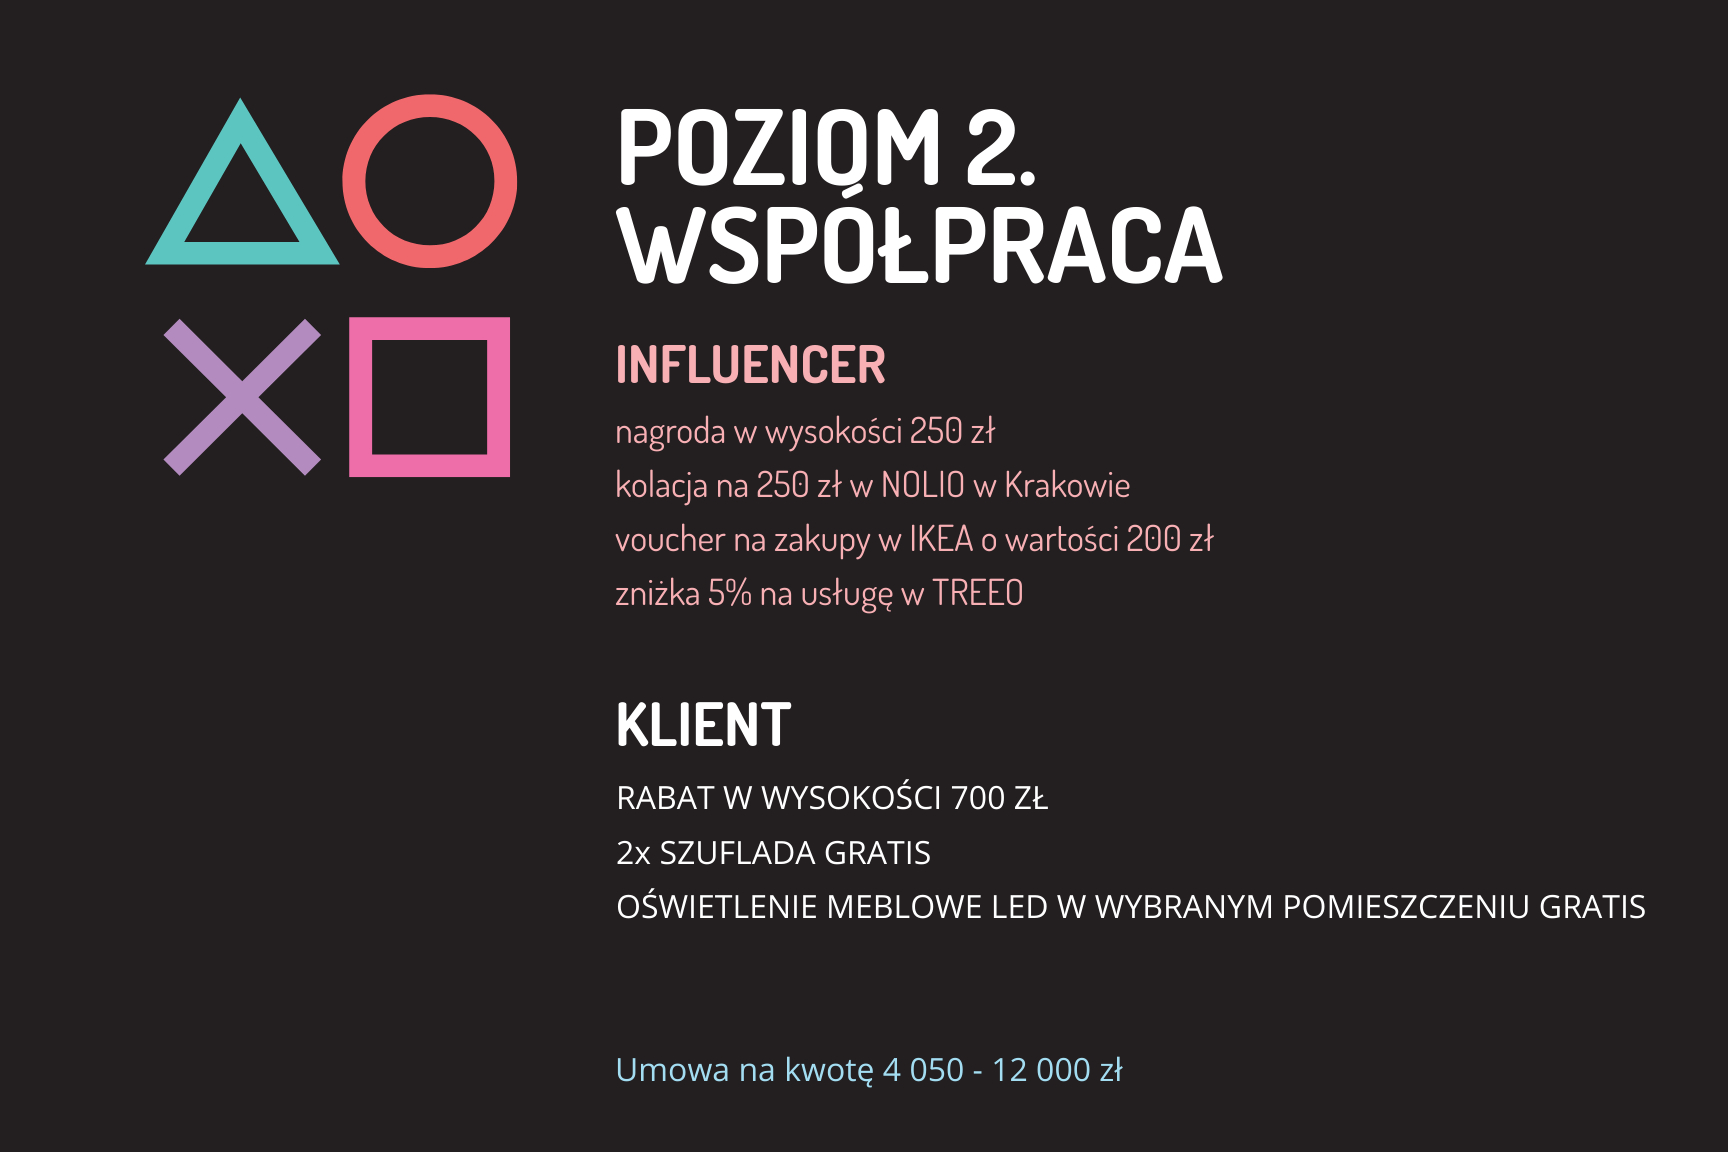 POZIOM 2.
WSPÓŁPRACA
INFLUENCER
nagroda w wysokości 250 zł
kolacja na 250 zł w NOLIO w Krakowie
voucher na zakupy w IKEA o wartości 200 zł
zniżka 5% na usługę w TREEO
KLIENT
RABAT W WYSOKOŚCI 700 ZŁ
2x SZUFLADA GRATIS
OŚWIETLENIE MEBLOWE LED W WYBRANYM POMIESZCZENIU GRATIS
Umowa na kwotę 4 050 - 12 000 zł